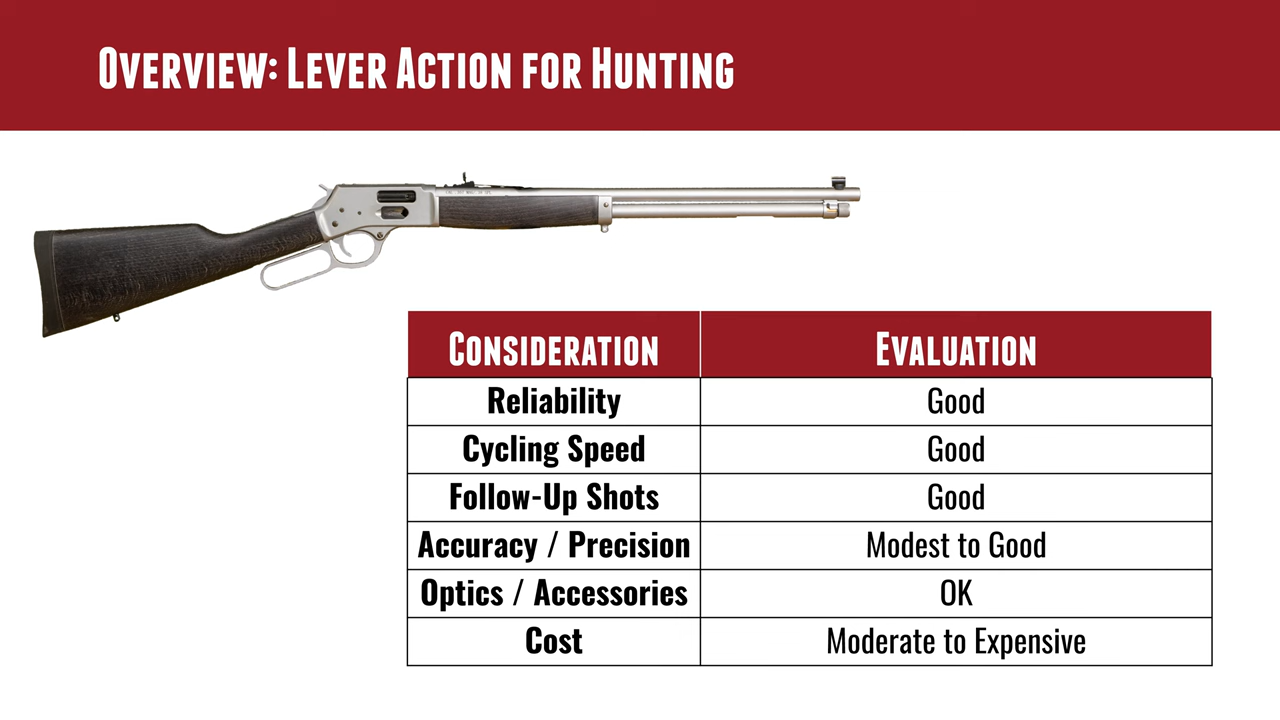 Overview: Lever Action for Hunting
Consideration Evaluation
Reliability Good
Cycling Speed Good
Follow-Up Shots Good
Accuracy / Precision Modest to Good
Optics / Accessories OK
Cost Moderate to Expensive